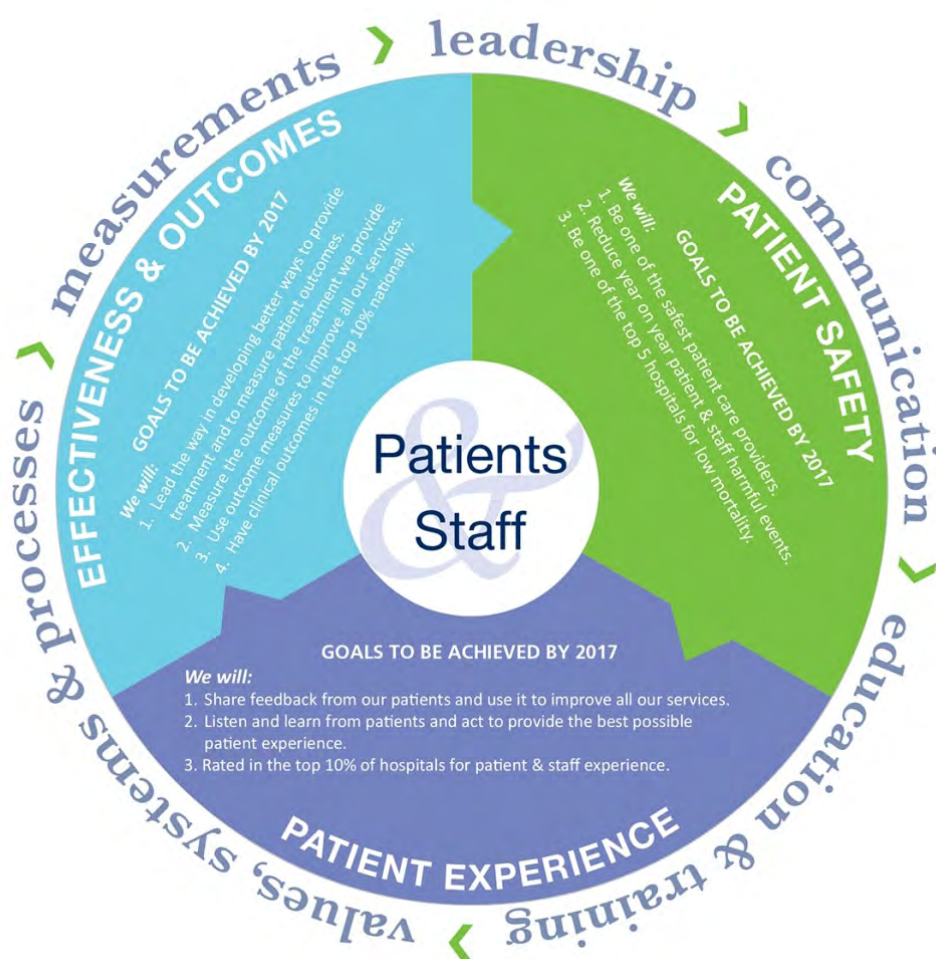 leadership
communication
education & training
values, systems & processes
measurements
PATIENT SAFETY
GOALS TO BE ACHIEVED BY 2017
We will:
1. Be one of the safest patient care providers.
2. Reduce year on year patient & staff harmful events.
3. Be one of the top 5 hospitals for low mortality.
EFFECTIVENESS & OUTCOMES
GOALS TO BE ACHIEVED BY 2017
We will:
1. Lead the way in developing better ways to provide
treatment and to measure patient outcomes.
2. Measure the outcome of the treatment we provide
3. Use outcome measures to improve all our services.
4. Have clinical outcomes in the top 10% nationally.
&
Patients
Staff
GOALS TO BE ACHIEVED BY 2017
We will:
1. Share feedback from our patients and use it to improve all our services.
2. Listen and learn from patients and act to provide the best possible
patient experience.
3. Rated in the top 10% of hospitals for patient & staff experience.
PATIENT EXPERIENCE